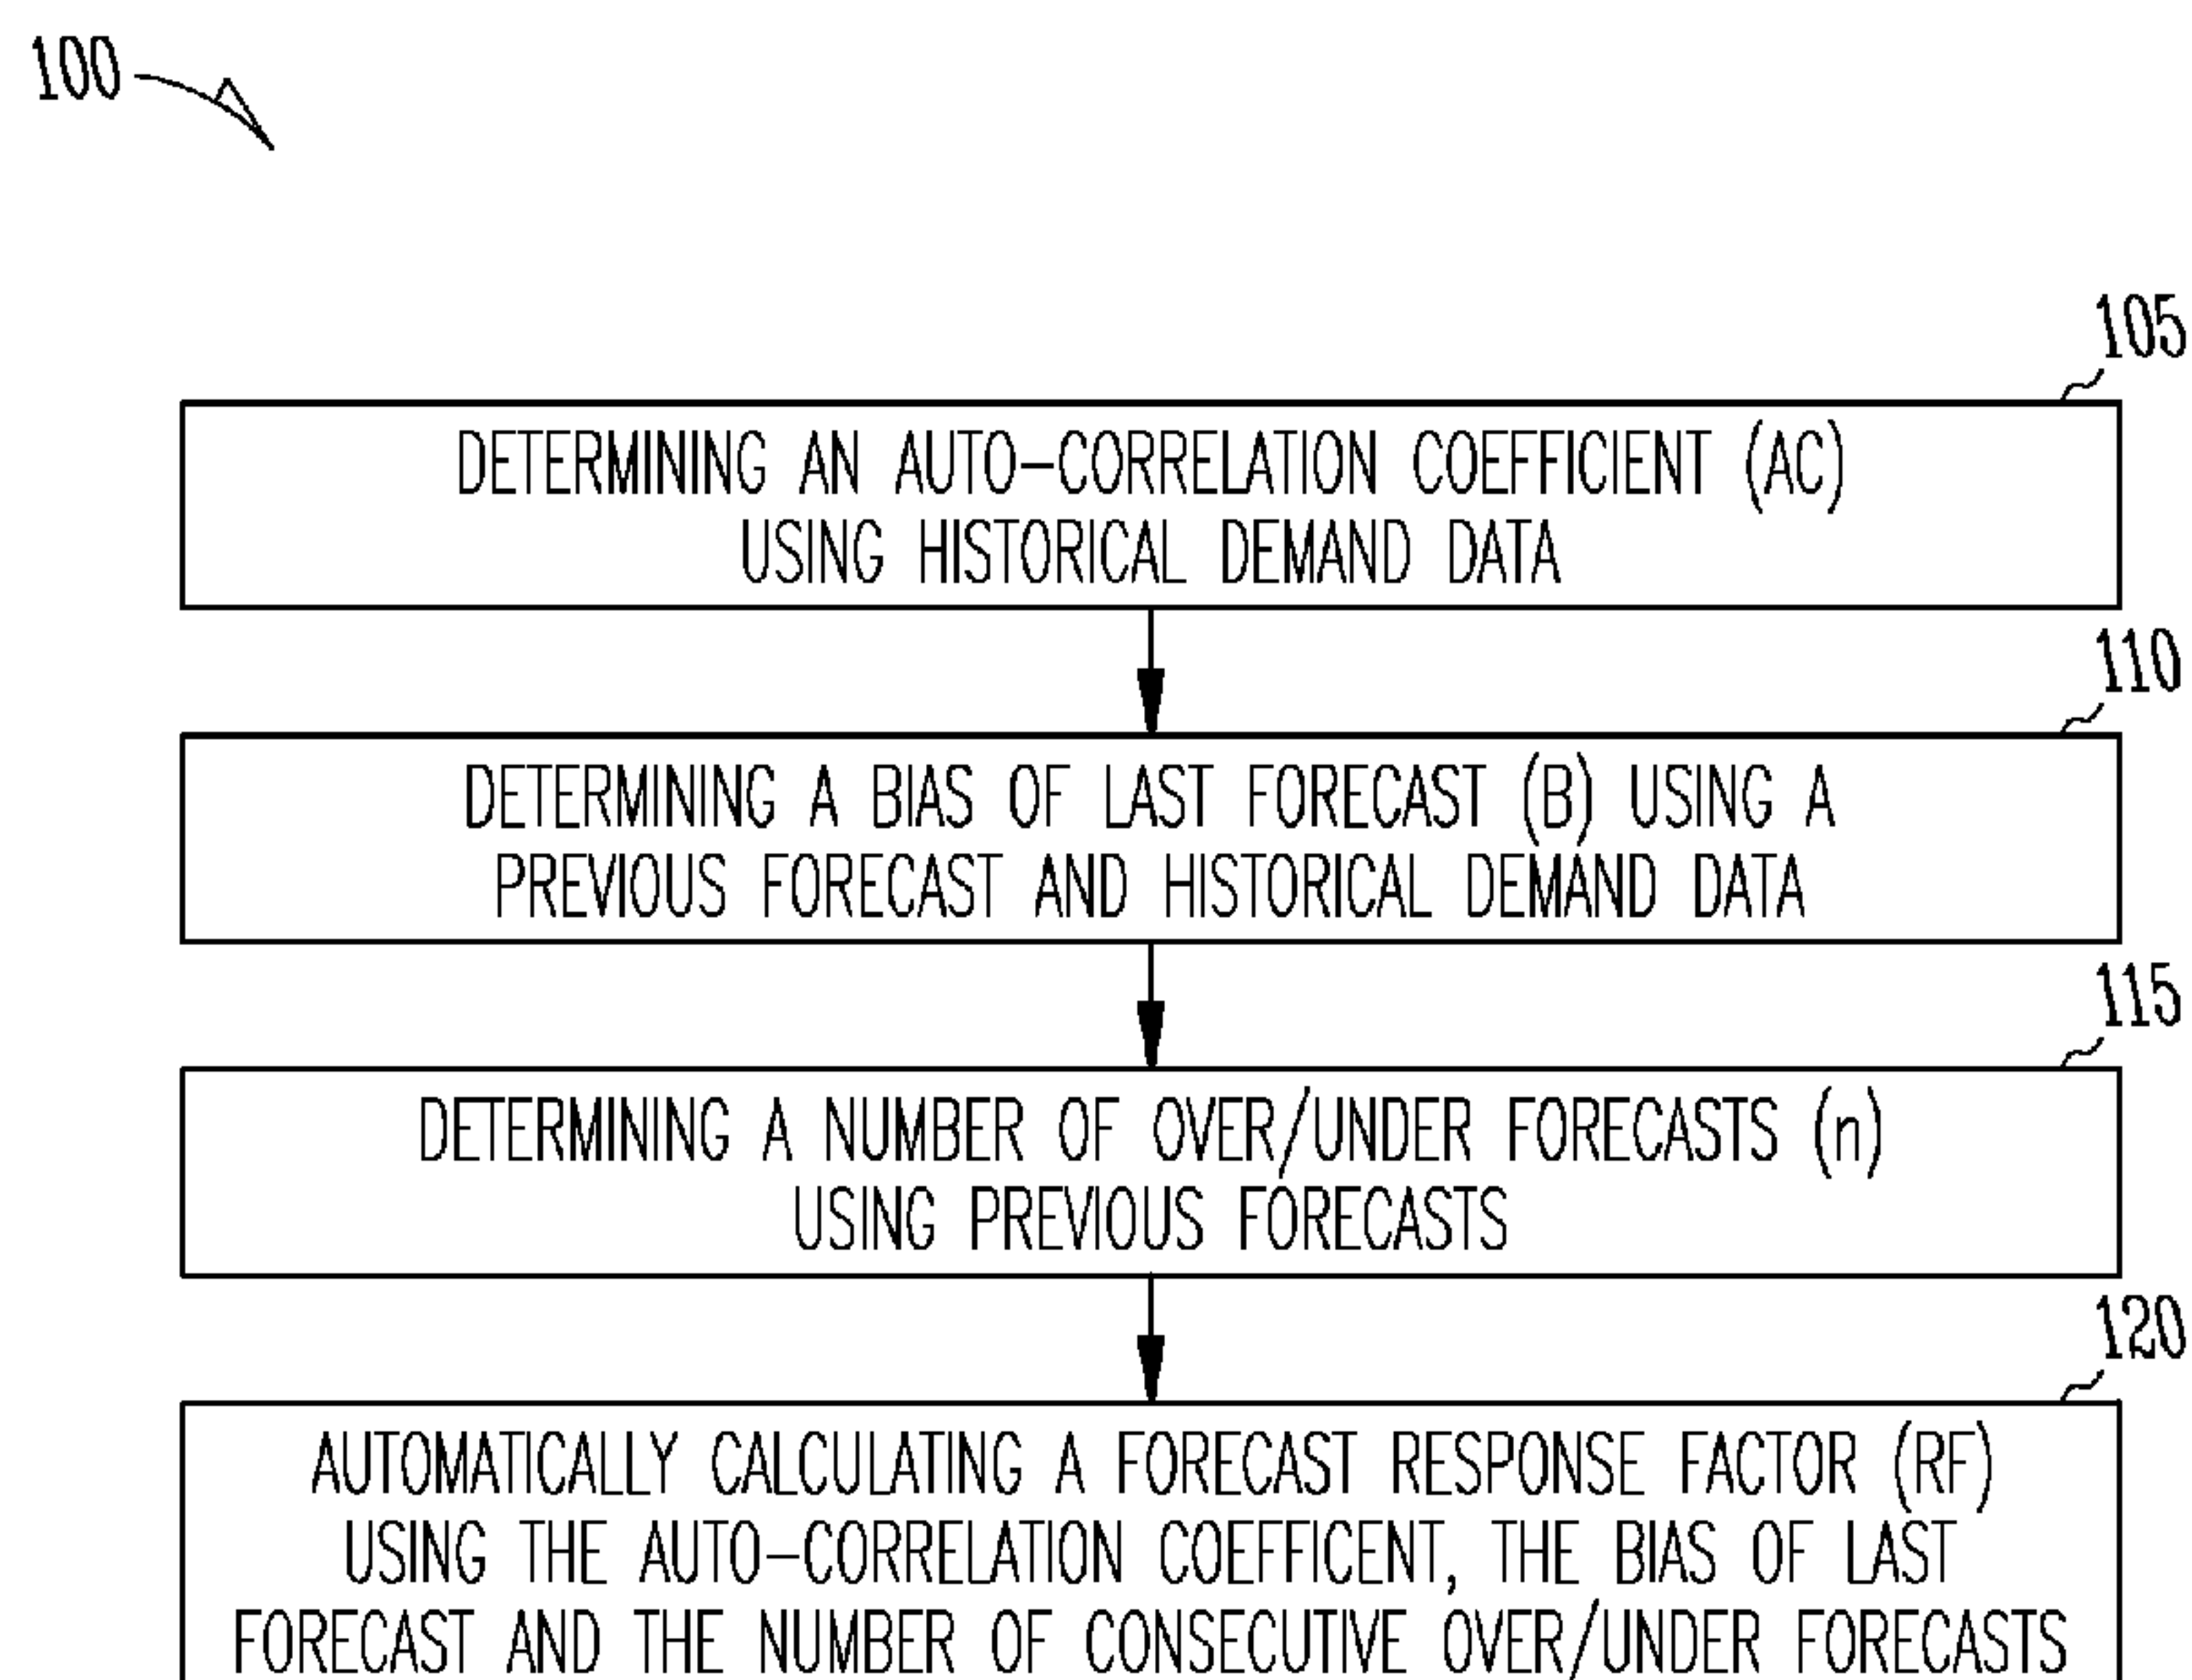 100
105
DETERMINING AN AUTO-CORRELATION COEFFICIENT (AC)
USING HISTORICAL DEMAND DATA
110
DETERMINING A BIAS OF LAST FORECAST (B) USING A
PREVIOUS FORECAST AND HISTORICAL DEMAND DATA
115
DETERMINING A NUMBER OF OVER/UNDER FORECASTS (n)
USING PREVIOUS FORECASTS
120
AUTOMATICALLY CALCULATING A FORECAST RESPONSE FACTOR (RF)
USING THE AUTO-CORRELATION COEFFICENT, THE BIAS OF LAST
FORECAST AND THE NUMBER OF CONSECUTIVE OVER/UNDER FORECASTS